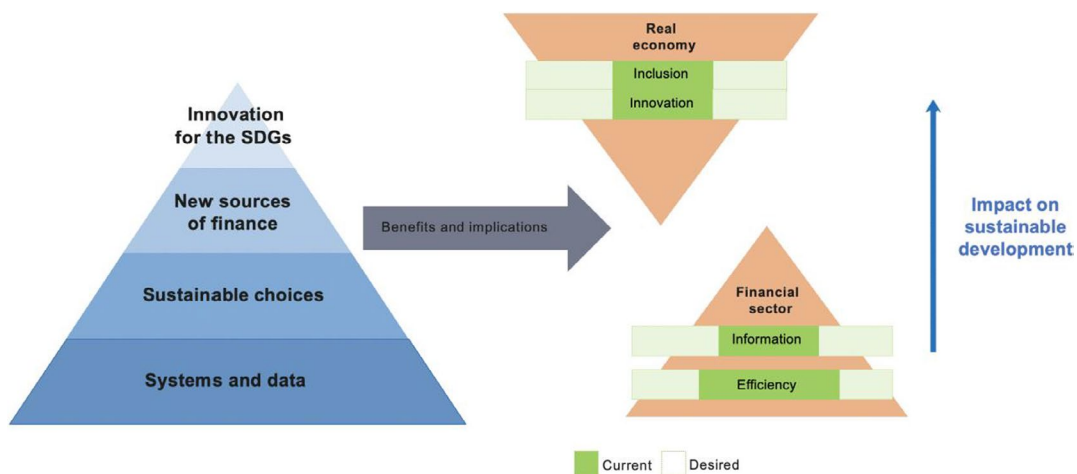 Innovation
for the SDGs
New sources
of finance
Sustainable choices
Systems and data
Benefits and implications
Real
economy
Inclusion
Innovation
Financial
sector
Information
Efficiency
Impact on
sustainable
development
Current
Desired